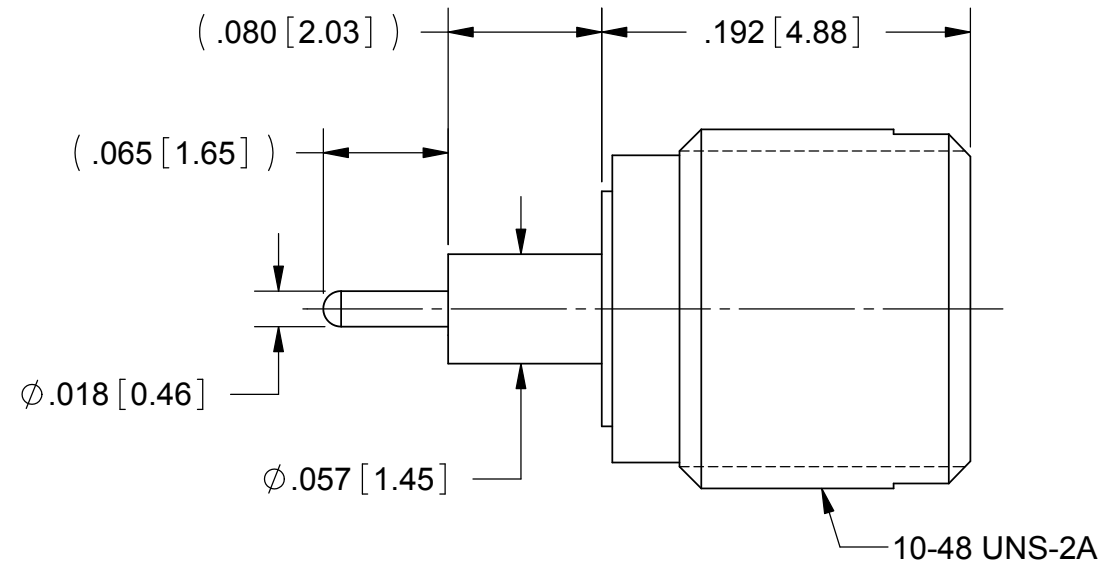 ( .080 [2.03] )
.192 [4.88]
( .065 [1.65] )
⌀.018 [0.46]
⌀.057 [1.45]
10-48 UNS-2A